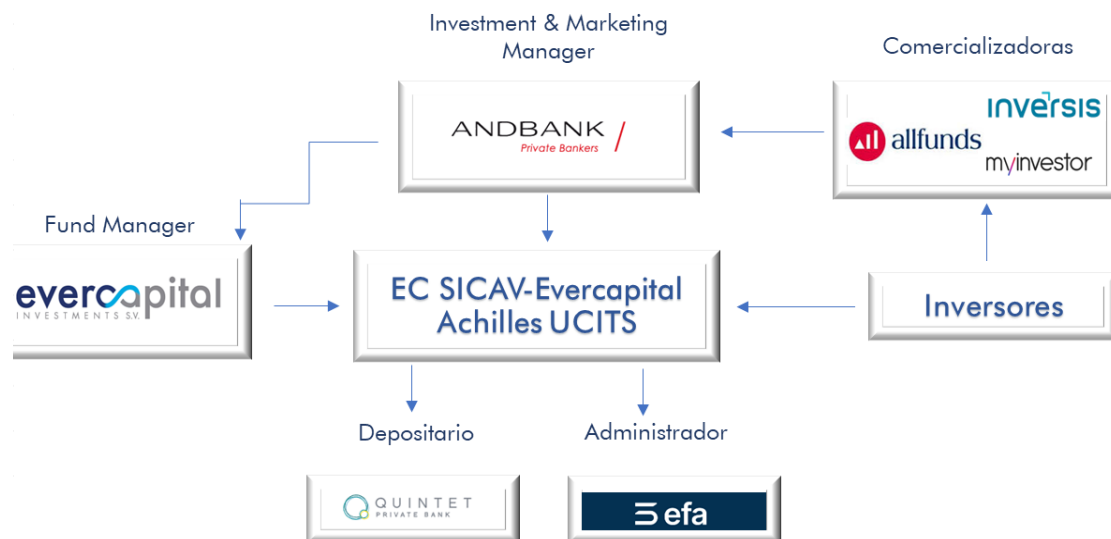 Investment & Marketing
Manager
Comercializadoras
ANDBANK
Private Bankers
inversis
allfunds
myinvestor
Fund Manager
evercapital
INVESTMENTS S.V.
EC SICAV-Evercapital
Achilles UCITS
Inversores
Depositario
Administrador
QUINTET
PRIVATE BANK
efa